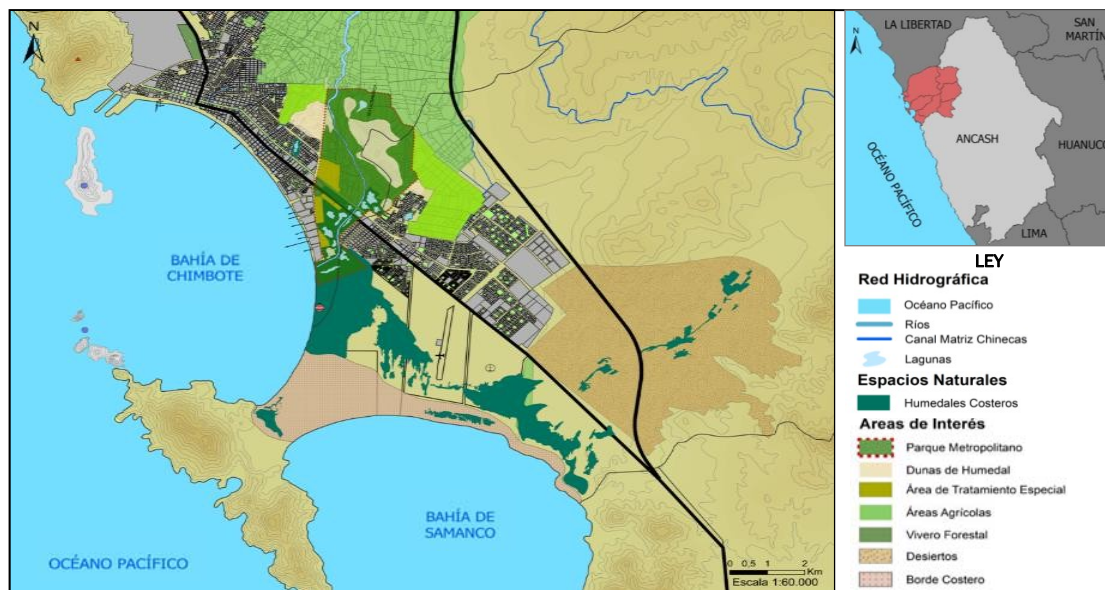 N
BAHÍA DE
CHIMBOTE
BAHÍA DE
SAMANCO
OCÉANO PACÍFICO
0 0,5 1 2
Km
Escala 1:60.000
N
LA LIBERTAD
SAN
MARTÍN
ANCASH
HUANUCO
OCÉANO PACÍFICO
LIMA
LEY
Red Hidrográfica
Océano Pacífico
Ríos
Canal Matriz Chinecas
Lagunas
Espacios Naturales
Humedales Costeros
Areas de Interés
Parque Metropolitano
Dunas de Humedal
Área de Tratamiento Especial
Áreas Agrícolas
Vivero Forestal
Desiertos
Borde Costero